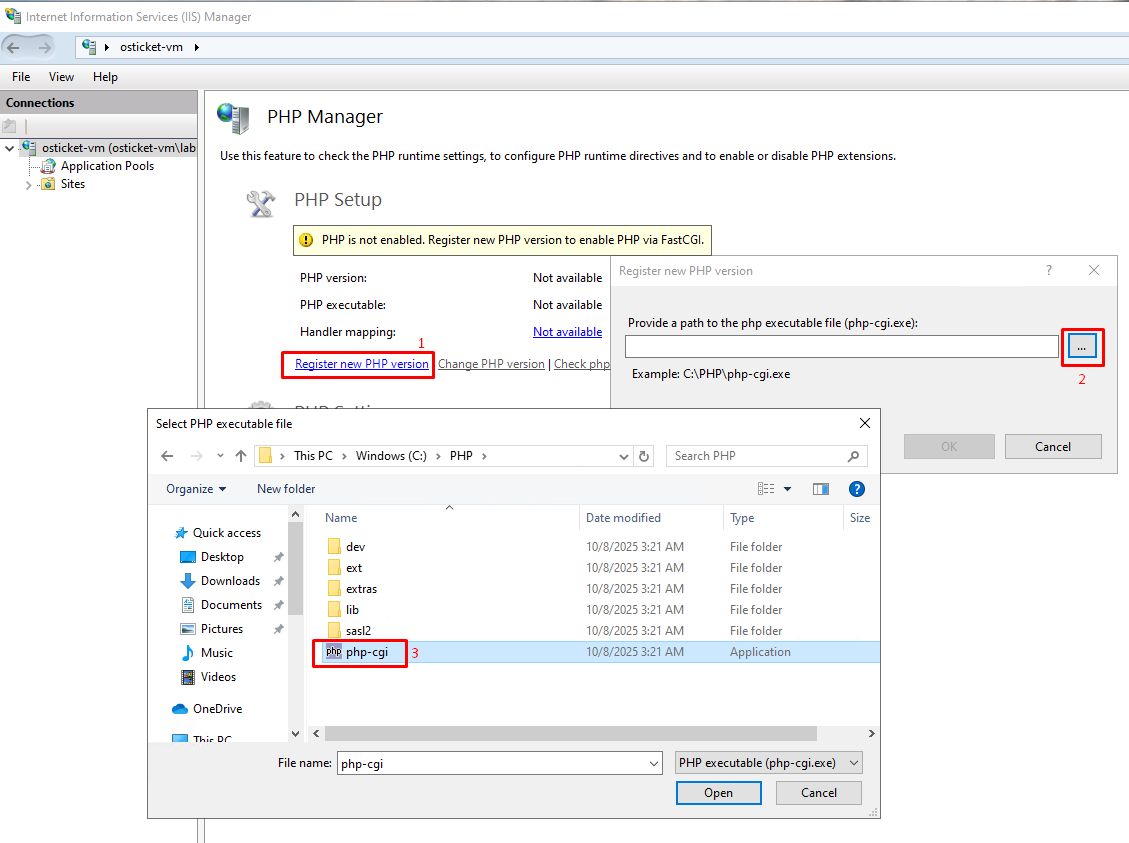 Internet Information Services (IIS) Manager
osticket-vm
File View Help
Connections
osticket-vm (osticket-vm\lab
Application Pools
Sites
PHP Manager
Use this feature to check the PHP runtime settings, to configure PHP runtime directives and to enable or disable PHP extensions.
PHP Setup
PHP is not enabled. Register new PHP version to enable PHP via FastCGI.
PHP version: Not available
PHP executable: Not available
Handler mapping: Not available
1
Register new PHP version Change PHP version | Check php
Register new PHP version
?
Provide a path to the php executable file (php-cgi.exe):
...
Example: C:\PHP\php-cgi.exe
2
OK Cancel
Select PHP executable file
This PC Windows (C:) PHP
Search PHP
Organize New folder
?
Name Date modified Type Size
Quick access
Desktop
Downloads
Documents
Pictures
Music
Videos
OneDrive
This PC
dev 10/8/2025 3:21 AM File folder
ext 10/8/2025 3:21 AM File folder
extras 10/8/2025 3:21 AM File folder
lib 10/8/2025 3:21 AM File folder
sasl2 10/8/2025 3:21 AM File folder
php php-cgi 3 10/8/2025 3:21 AM Application
File name: php-cgi PHP executable (php-cgi.exe)
Open Cancel